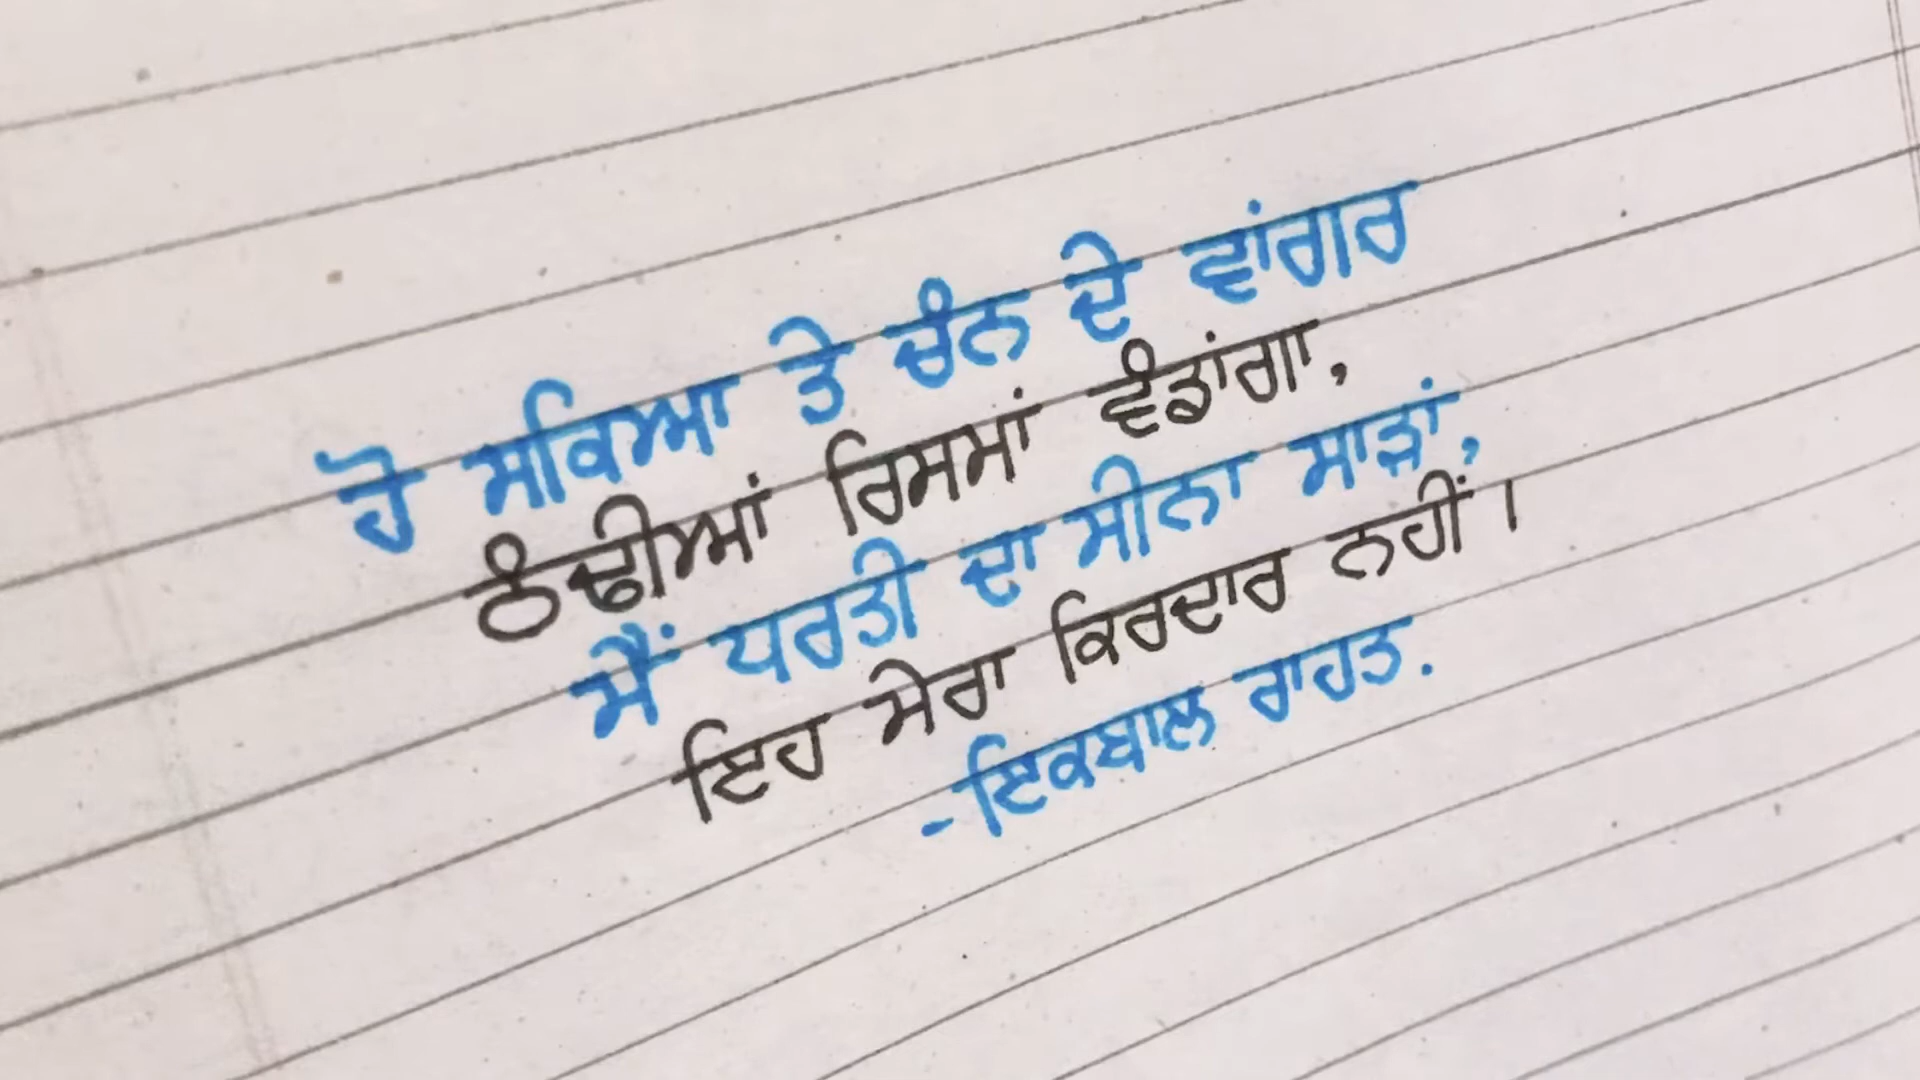 ਹੋ ਸਕਿਆ ਤੇ ਚੰਨ ਦੇ ਵਾਂਗਰ
ਠੰਢੀਆਂ ਰਿਸਮਾਂ ਵੰਡਾਂਗਾ,
ਮੈਂ ਧਰਤੀ ਦਾ ਸੀਨਾ ਸਾੜਾਂ,
ਇਹ ਮੇਰਾ ਕਿਰਦਾਰ ਨਹੀਂ ।
-ਇਕਬਾਲ ਰਾਹਤ.